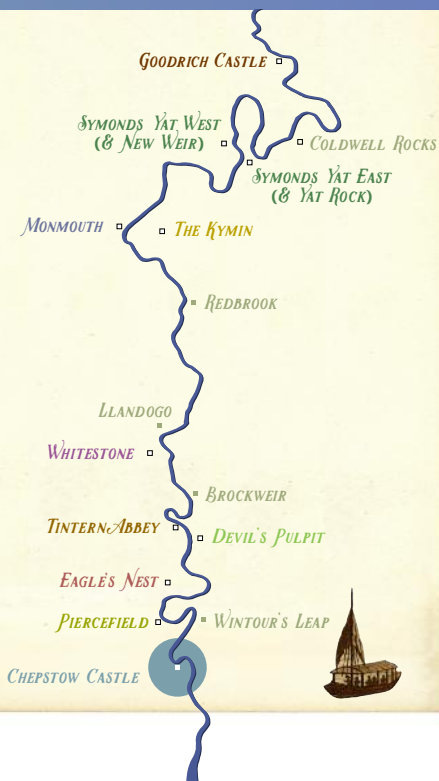 Goodrich Castle
Symonds Yat West
(& New Weir)
Coldwell Rocks
Symonds Yat East
(& Yat Rock)
Monmouth
The Kymin
Redbrook
Llandogo
Whitestone
Brockweir
Tintern Abbey
Devil's Pulpit
Eagle's Nest
Piercefield
Wintour's Leap
Chepstow Castle